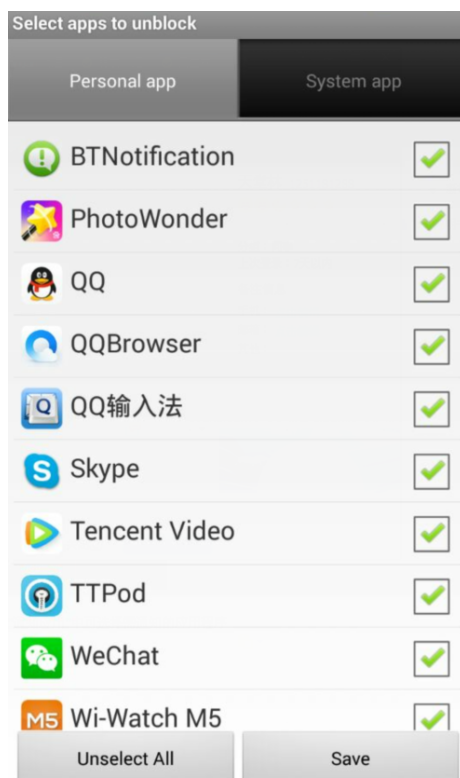 Select apps to unblock
Personal app
System app
BTNotification
PhotoWonder
QQ
QQBrowser
QQ输入法
Skype
Tencent Video
TTPod
WeChat
M5 Wi-Watch M5
Unselect All
Save